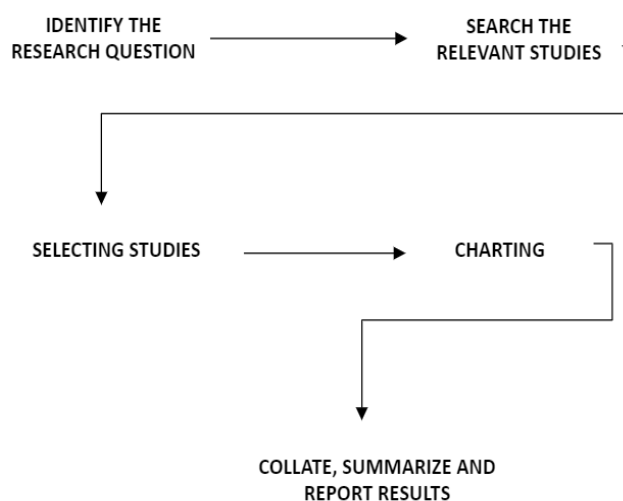 IDENTIFY THE
RESEARCH QUESTION
SEARCH THE
RELEVANT STUDIES
SELECTING STUDIES
CHARTING
COLLATE, SUMMARIZE AND
REPORT RESULTS